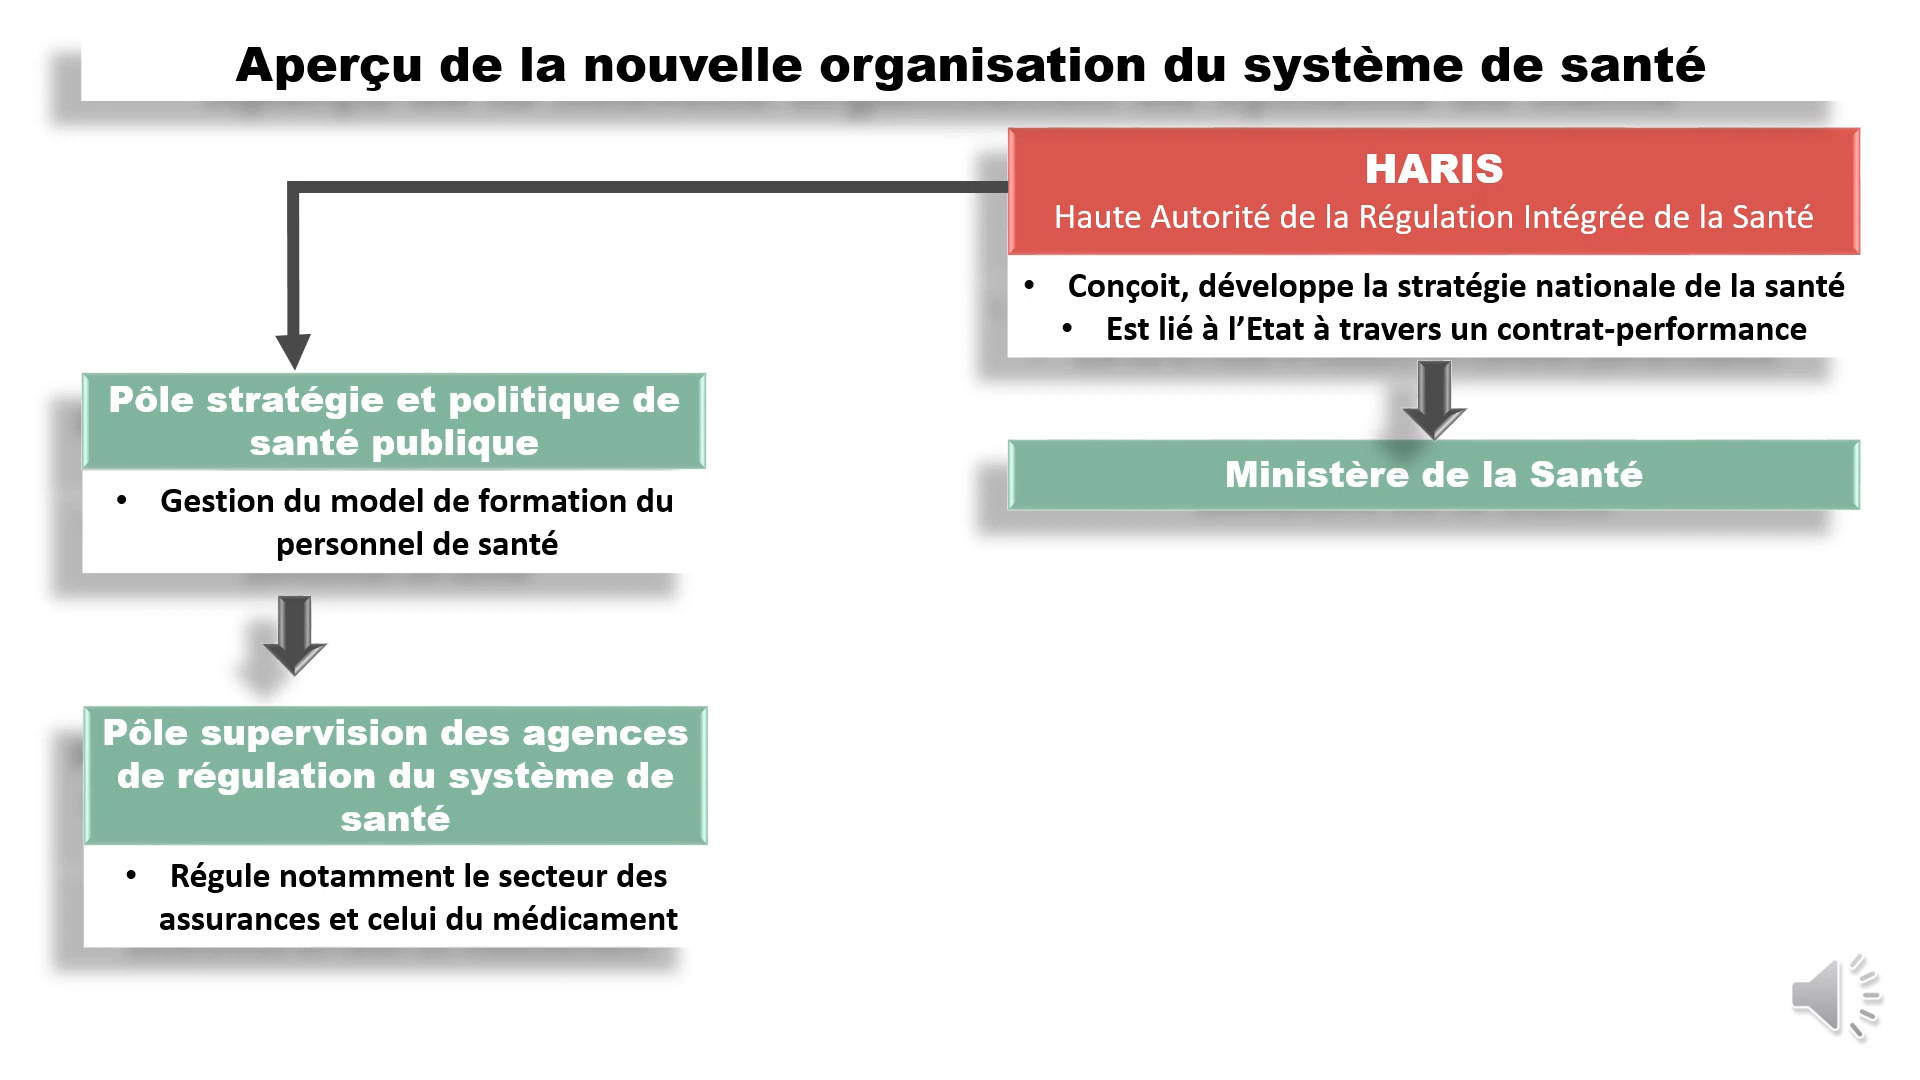 Aperçu de la nouvelle organisation du système de santé
HARIS
Haute Autorité de la Régulation Intégrée de la Santé
• Conçoit, développe la stratégie nationale de la santé
• Est lié à l’Etat à travers un contrat-performance
Ministère de la Santé
Pôle stratégie et politique de
santé publique
• Gestion du model de formation du
personnel de santé
Pôle supervision des agences
de régulation du système de
santé
• Régule notamment le secteur des
assurances et celui du médicament